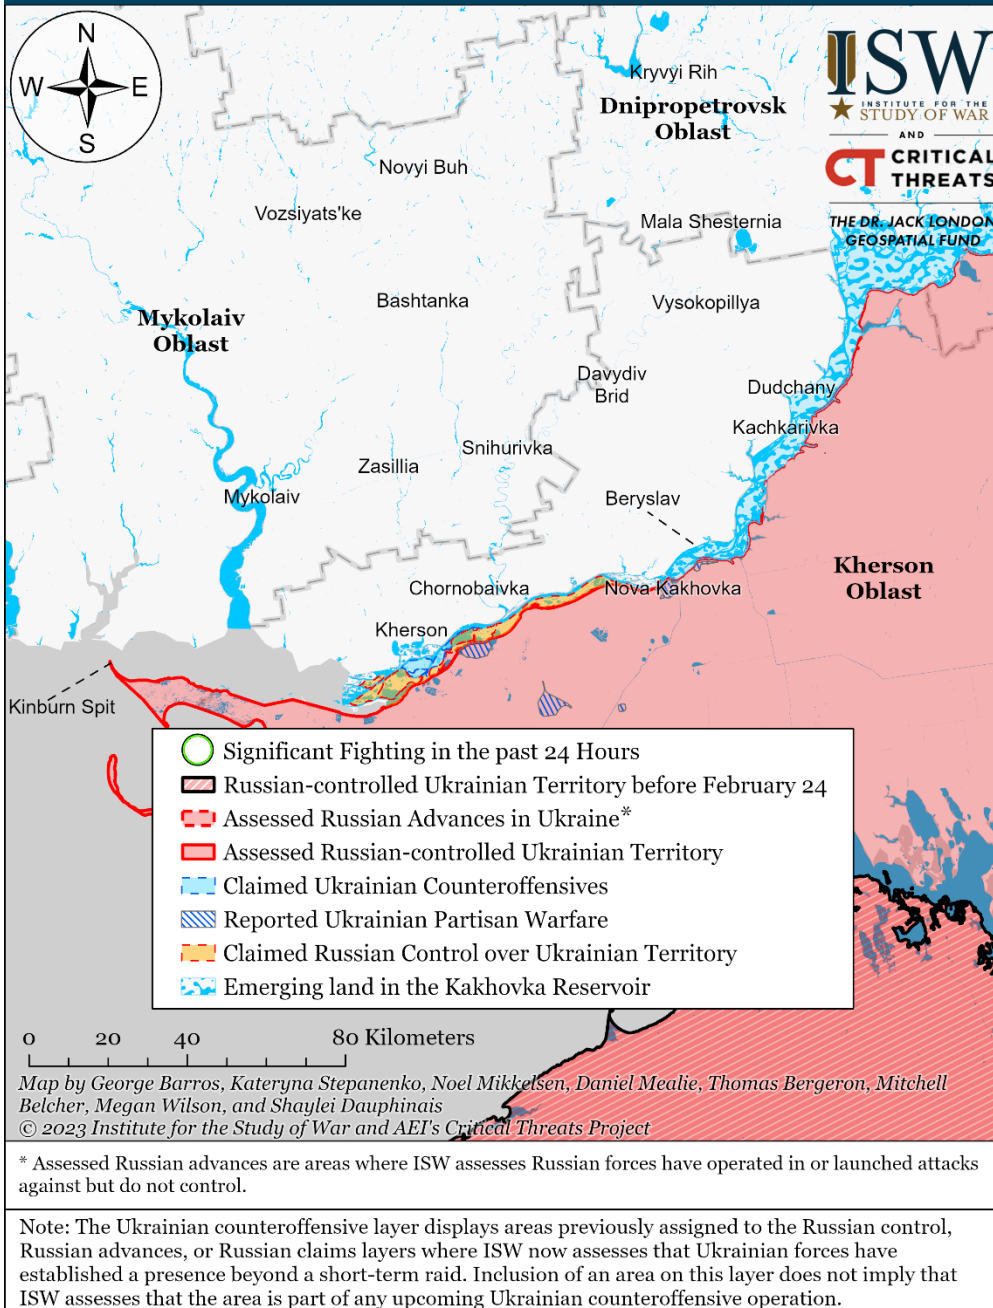 N
W
E
S
ISW
INSTITUTE FOR THE
STUDY OF WAR
AND
CT CRITICAL
THREATS
THE DR. JACK LONDON
GEOSPATIAL FUND
Kryvyi Rih
Dnipropetrovsk
Oblast
Novyi Buh
Vozsiyats'ke
Mala Shesternia
Bashtanka
Vysokopillya
Mykolaiv
Oblast
Davydiv
Brid
Dudchany
Kachkarivka
Snihurivka
Zasillia
Mykolaiv
Beryslav
Kherson
Oblast
Chornobaivka
Nova Kakhovka
Kherson
Kinburn Spit
Significant Fighting in the past 24 Hours
Russian-controlled Ukrainian Territory before February 24
Assessed Russian Advances in Ukraine*
Assessed Russian-controlled Ukrainian Territory
Claimed Ukrainian Counteroffensives
Reported Ukrainian Partisan Warfare
Claimed Russian Control over Ukrainian Territory
Emerging land in the Kakhovka Reservoir
0 20 40 80 Kilometers
Map by George Barros, Kateryna Stepanenko, Noel Mikkelsen, Daniel Mealie, Thomas Bergeron, Mitchell
Belcher, Megan Wilson, and Shaylei Dauphinais
© 2023 Institute for the Study of War and AEI's Critical Threats Project
* Assessed Russian advances are areas where ISW assesses Russian forces have operated in or launched attacks
against but do not control.
Note: The Ukrainian counteroffensive layer displays areas previously assigned to the Russian control,
Russian advances, or Russian claims layers where ISW now assesses that Ukrainian forces have
established a presence beyond a short-term raid. Inclusion of an area on this layer does not imply that
ISW assesses that the area is part of any upcoming Ukrainian counteroffensive operation.